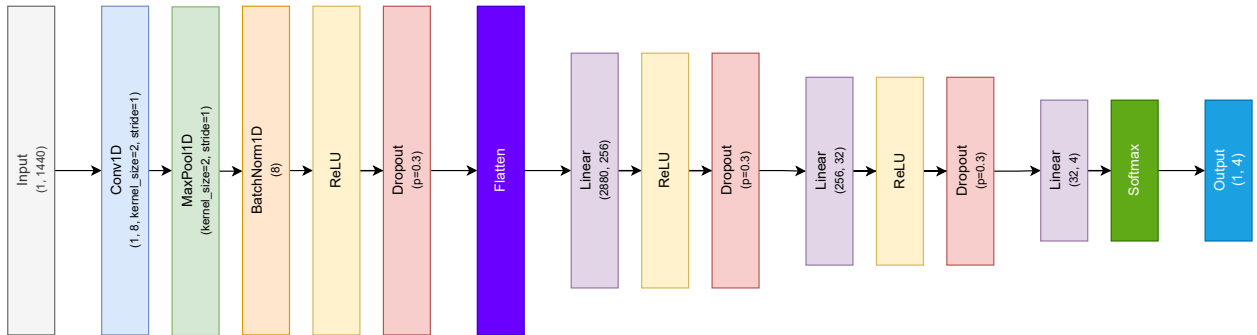 Input
(1, 1440)
Conv1D
(1, 8, kernel_size=2, stride=1)
MaxPool1D
(kernel_size=2, stride=1)
BatchNorm1D
(8)
ReLU
Dropout
(p=0.3)
Flatten
Linear
(2880, 256)
ReLU
Dropout
(p=0.3)
Linear
(256, 32)
ReLU
Dropout
(p=0.3)
Linear
(32, 4)
Softmax
Output
(1, 4)